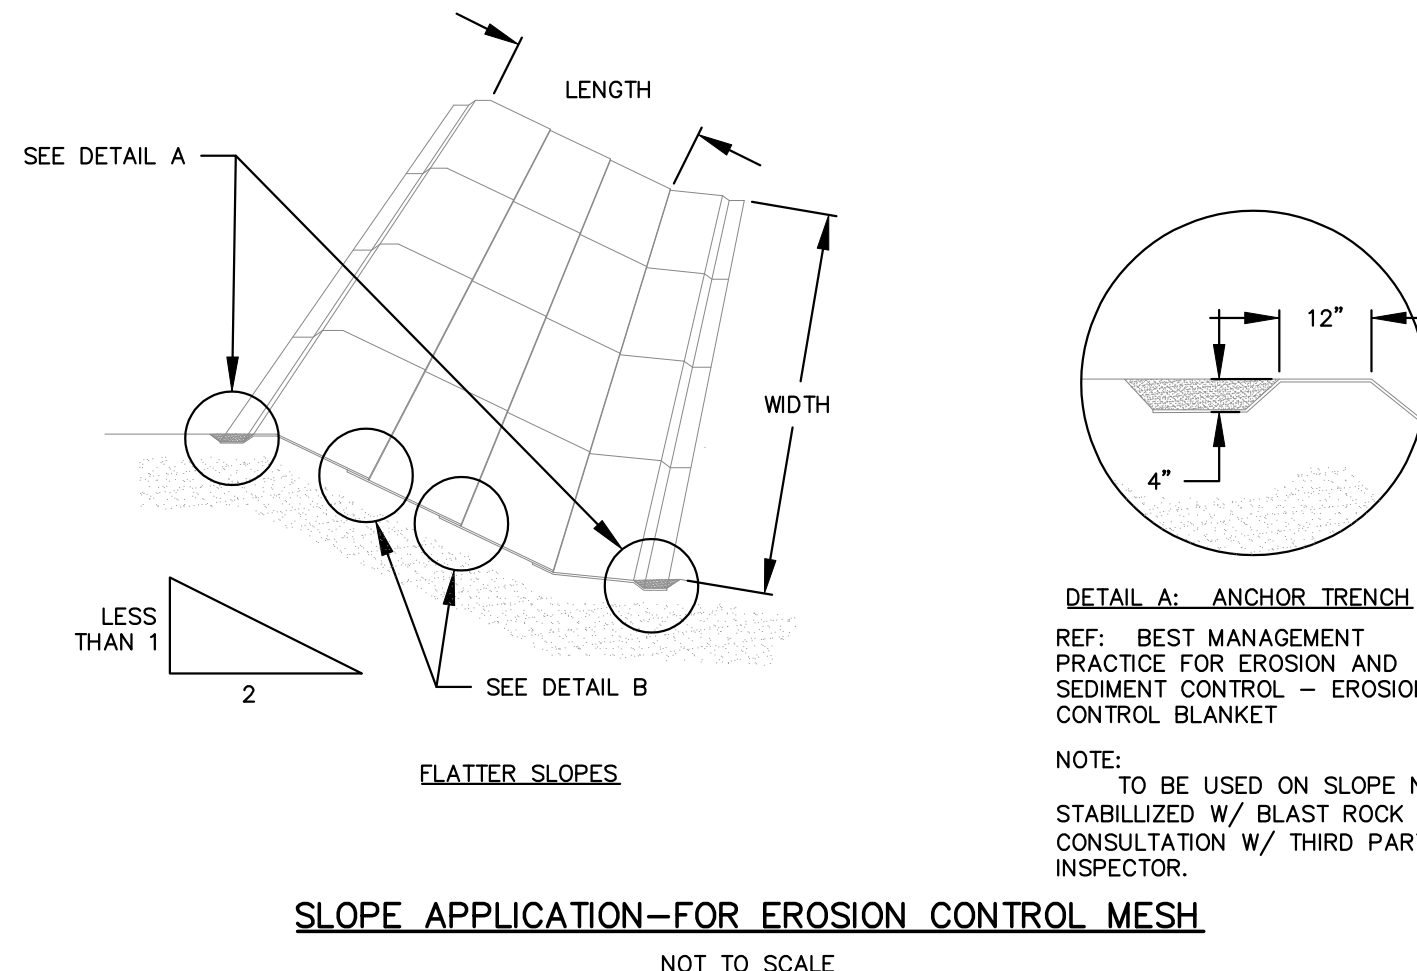 LENGTH
SEE DETAIL A
WIDTH
LESS
THAN 1
2
SEE DETAIL B
FLATTER SLOPES
12"
4"
DETAIL A: ANCHOR TRENCH
REF: BEST MANAGEMENT
PRACTICE FOR EROSION AND
SEDIMENT CONTROL – EROSION
CONTROL BLANKET
NOTE:
TO BE USED ON SLOPE
STABILLIZED W/ BLAST ROCK
CONSULTATION W/ THIRD PART
INSPECTOR.
SLOPE APPLICATION–FOR EROSION CONTROL MESH
NOT TO SCALE